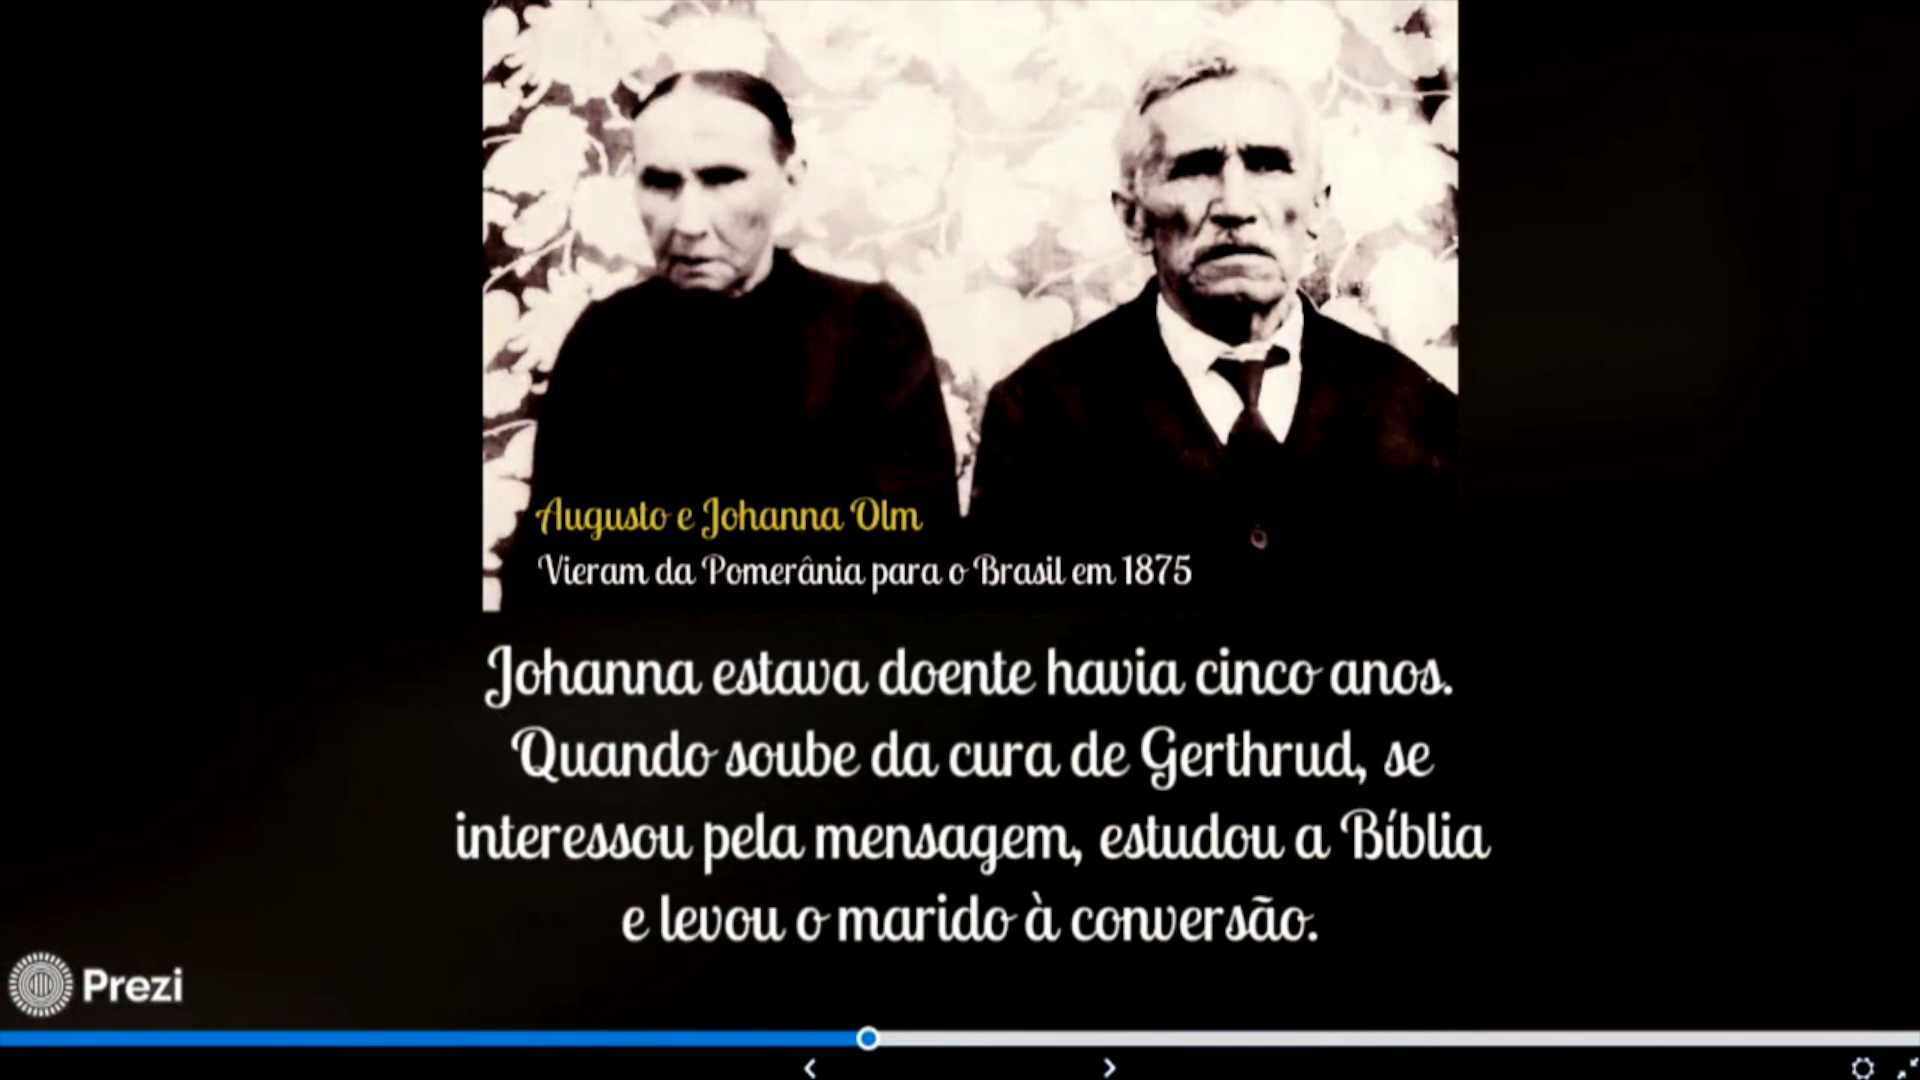 Augusto e Johanna Olm
Vieram da Pomerânia para o Brasil em 1875
Johanna estava doente havia cinco anos.
Quando soube da cura de Gerthrud, se
interessou pela mensagem, estudou a Bíblia
e levou o marido à conversão.
Prezi